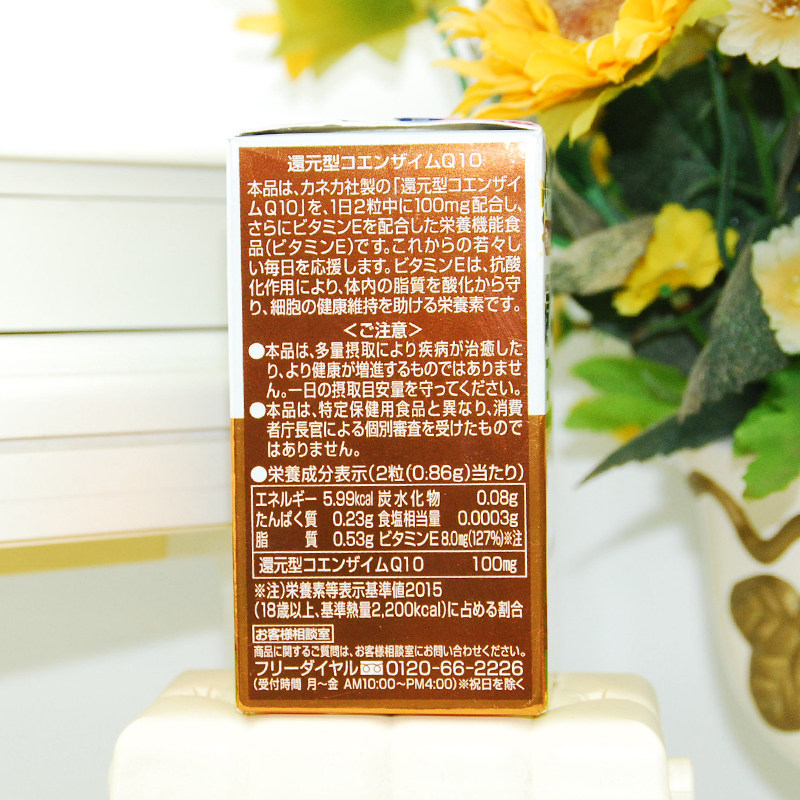 還元型コエンザイムQ10
本品は、カネカ社製の「還元型コエンザイ
ムQ10」を、1日2粒中に100mg配合し、
さらにビタミンEを配合した栄養機能食
品(ビタミンE)です。これからの若々し
い毎日を応援します。ビタミンEは、抗酸
化作用により、体内の脂質を酸化から守
り、細胞の健康維持を助ける栄養素です。
＜ご注意＞
●本品は、多量摂取により疾病が治癒した
り、より健康が増進するものではありませ
ん。一日の摂取目安量を守ってください。
●本品は、特定保健用食品と異なり、消費
者庁長官による個別審査を受けたもので
はありません。
●栄養成分表示(2粒(0.86g)当たり)
エネルギー 5.99kcal 炭水化物 0.08g
たんぱく質 0.23g 食塩相当量 0.0003g
脂質 0.53g ビタミンE 8.0mg(127%)※注
還元型コエンザイムQ10 100mg
※注)栄養素等表示基準値2015
(18歳以上、基準熱量2,200kcal)に占める割合
お客様相談室
商品に関するご質問は、お客様相談室にお問い合わせください。
フリーダイヤル 0120-66-2226
(受付時間 月〜金 AM10:00〜PM4:00)※祝日を除く